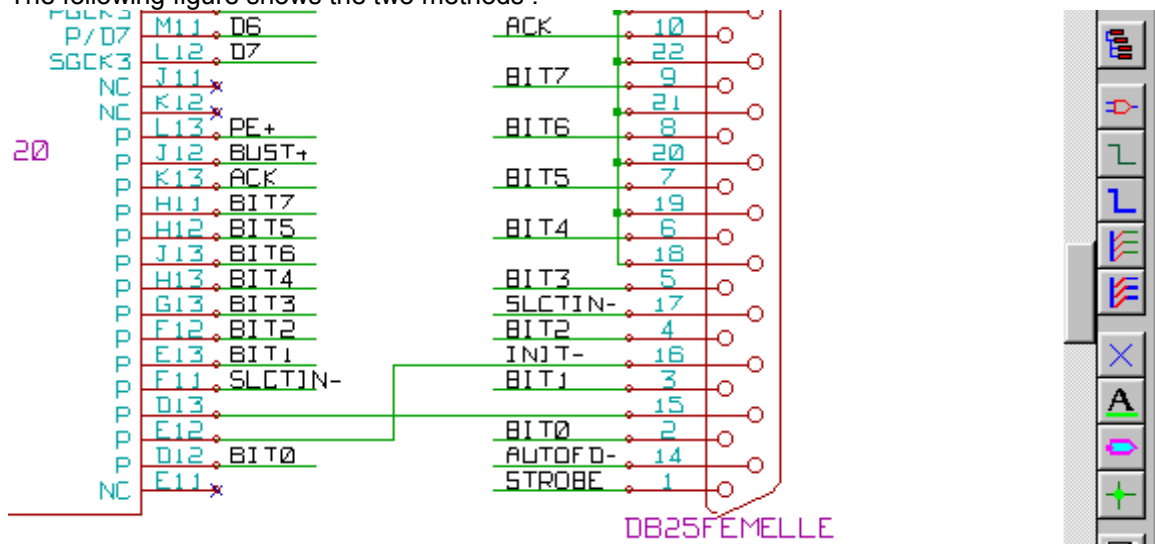 The following figure shows the two methods :
PGCK3
M11 D6 ACK 10
P/D7
L12 D7 22
SGCK3
J11 BIT7 9
NC
K12 21
NC
L13 PE+ BIT6 8
P
20
J12 BUST+ 20
P
K13 ACK BIT5 7
P
H11 BIT7 19
P
H12 BIT5 BIT4 6
P
J13 BIT6 18
P
H13 BIT4 BIT3 5
P
G13 BIT3 SLCTIN- 17
P
F12 BIT2 BIT2 4
P
E13 BIT1 INIT- 16
P
F11 SLCTIN- BIT1 3
P
D13 15
P
E12 BIT0 2
P
D12 BIT0 AUTOFD- 14
P
E11 STROBE 1
NC
DB25FEMELLE
A